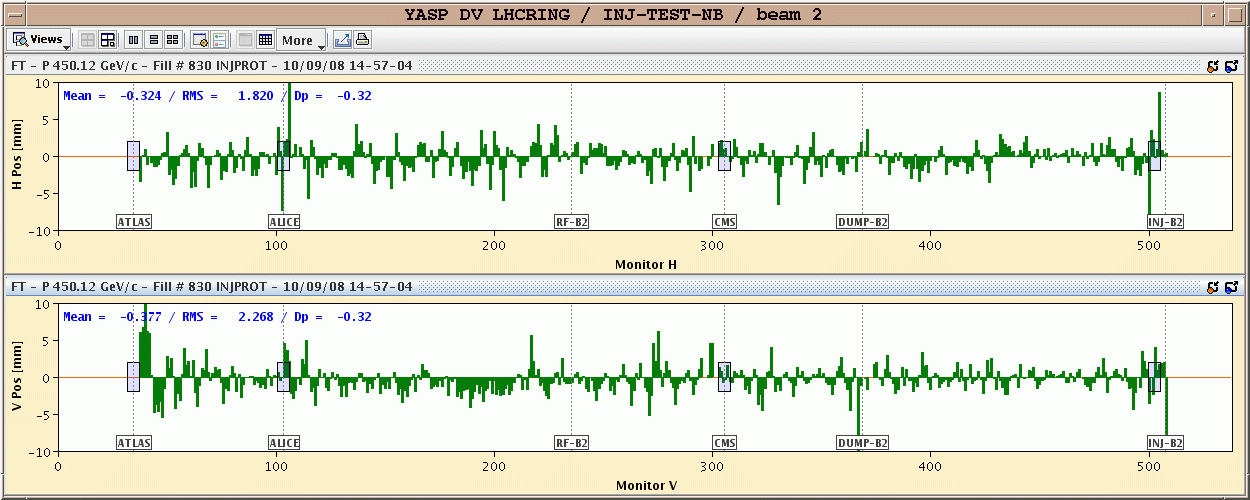 YASP DV LHCRING / INJ-TEST-NB / beam 2
Views More
FT - P 450.12 GeV/c - Fill # 830 INJPROT - 10/09/08 14-57-04
Mean = -0.324 / RMS = 1.820 / Dp = -0.32
H Pos [mm]
10
5
0
-5
-10
ATLAS ALICE RF-B2 CMS DUMP-B2 INJ-B2
0 100 200 300 400 500
Monitor H
FT - P 450.12 GeV/c - Fill # 830 INJPROT - 10/09/08 14-57-04
Mean = -0.377 / RMS = 2.268 / Dp = -0.32
V Pos [mm]
10
5
0
-5
-10
ATLAS ALICE RF-B2 CMS DUMP-B2 INJ-B2
0 100 200 300 400 500
Monitor V